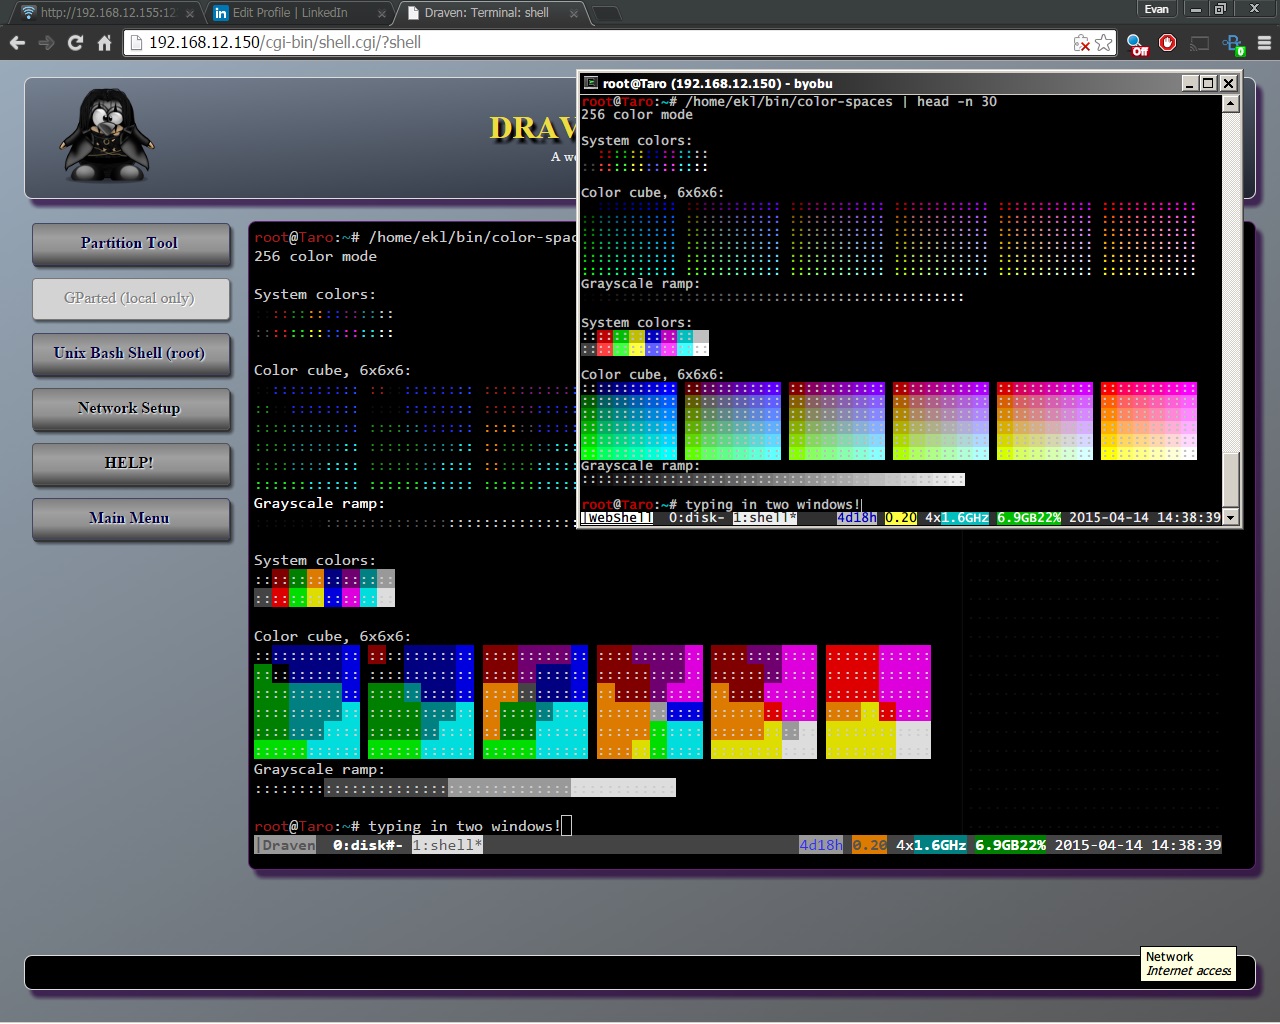 http://192.168.12.155:12
Edit Profile | LinkedIn
Draven: Terminal: shell
Evan
192.168.12.150/cgi-bin/shell.cgi/?shell
Off
0
DRAV
A we
Partition Tool
GParted (local only)
Unix Bash Shell (root)
Network Setup
HELP!
Main Menu
root@Taro:~# /home/ekl/bin/color-spac
256 color mode
System colors:
Color cube, 6x6x6:
Grayscale ramp:
System colors:
Color cube, 6x6x6:
Grayscale ramp:
root@Taro:~# typing in two windows!
|Draven 0:disk#- 1:shell* 4d18h 0.20 4x1.6GHz 6.9GB22% 2015-04-14 14:38:39
root@Taro (192.168.12.150) - byobu
root@Taro:~# /home/ekl/bin/color-spaces | head -n 30
256 color mode
System colors:
Color cube, 6x6x6:
Grayscale ramp:
System colors:
Color cube, 6x6x6:
Grayscale ramp:
root@Taro:~# typing in two windows!
|WebShell 0:disk- 1:shell* 4d18h 0.20 4x1.6GHz 6.9GB22% 2015-04-14 14:38:39
Network
Internet access